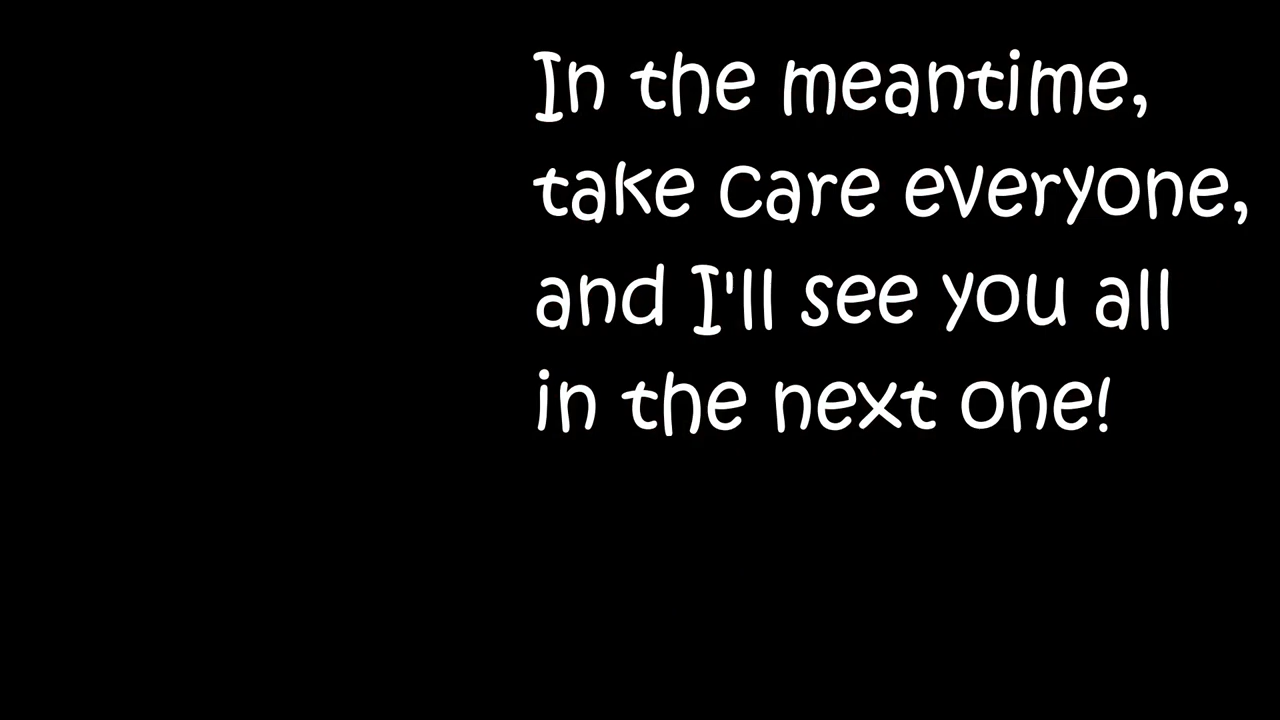 In the meantime,
take care everyone,
and I'll see you all
in the next one!